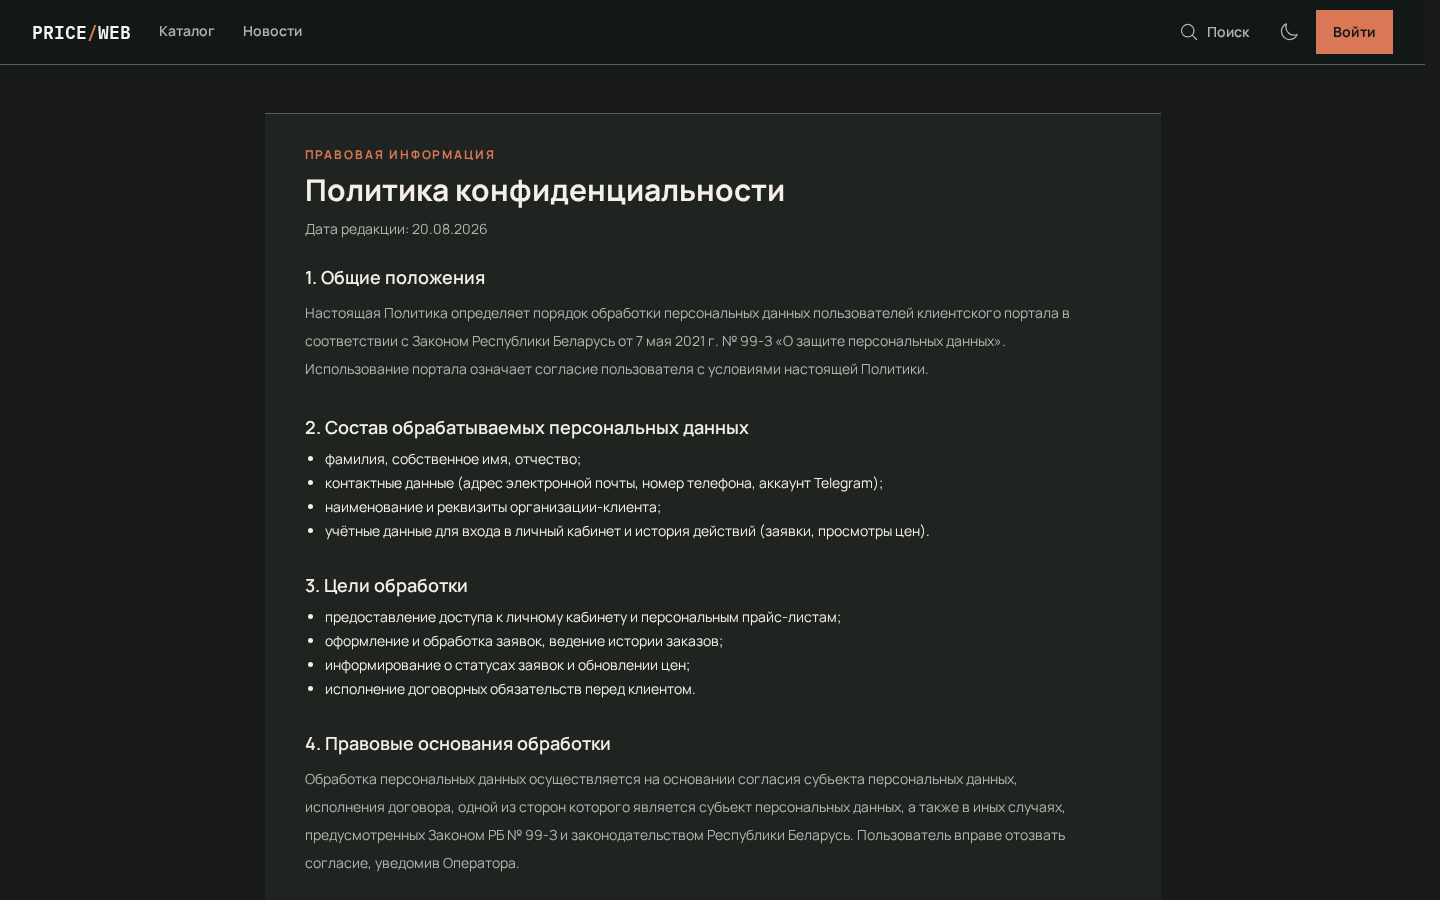 PRICE/WEB
Каталог
Новости
Поиск
Войти
ПРАВОВАЯ ИНФОРМАЦИЯ
Политика конфиденциальности
Дата редакции: 20.08.2026
1. Общие положения
Настоящая Политика определяет порядок обработки персональных данных пользователей клиентского портала в
соответствии с Законом Республики Беларусь от 7 мая 2021 г. № 99-З «О защите персональных данных».
Использование портала означает согласие пользователя с условиями настоящей Политики.
2. Состав обрабатываемых персональных данных
• фамилия, собственное имя, отчество;
• контактные данные (адрес электронной почты, номер телефона, аккаунт Telegram);
• наименование и реквизиты организации-клиента;
• учётные данные для входа в личный кабинет и история действий (заявки, просмотры цен).
3. Цели обработки
• предоставление доступа к личному кабинету и персональным прайс-листам;
• оформление и обработка заявок, ведение истории заказов;
• информирование о статусах заявок и обновлении цен;
• исполнение договорных обязательств перед клиентом.
4. Правовые основания обработки
Обработка персональных данных осуществляется на основании согласия субъекта персональных данных,
исполнения договора, одной из сторон которого является субъект персональных данных, а также в иных случаях,
предусмотренных Законом РБ № 99-З и законодательством Республики Беларусь. Пользователь вправе отозвать
согласие, уведомив Оператора.